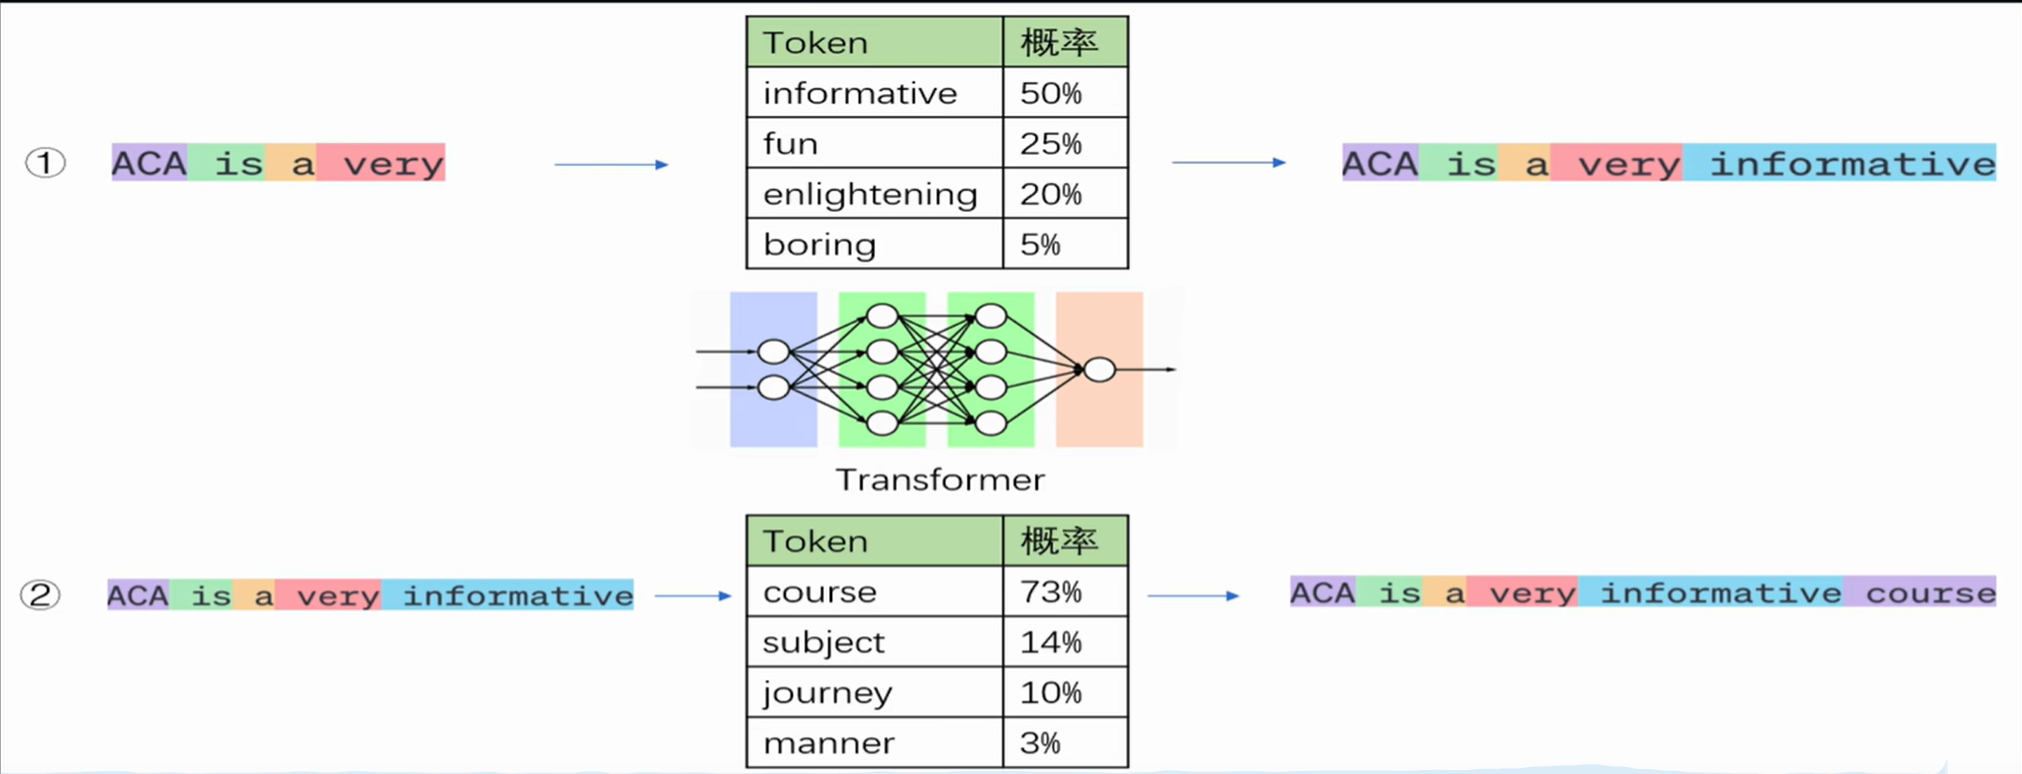 Token 概率
informative 50%
fun 25%
enlightening 20%
boring 5%
① ACA is a very
ACA is a very informative
Transformer
Token 概率
course 73%
subject 14%
journey 10%
manner 3%
② ACA is a very informative
ACA is a very informative course